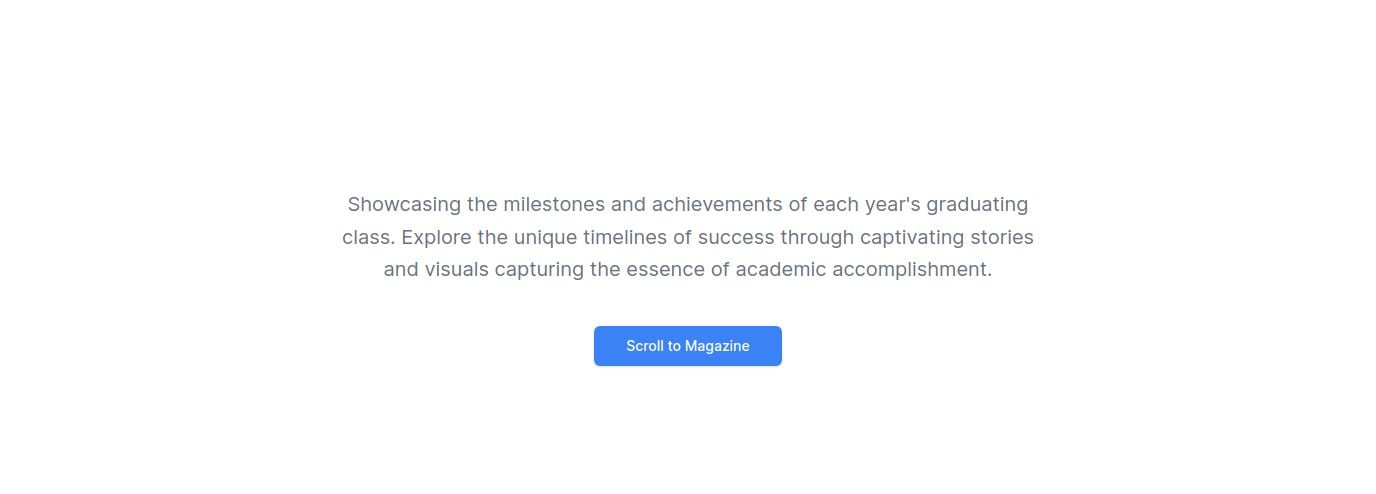 Showcasing the milestones and achievements of each year's graduating
class. Explore the unique timelines of success through captivating stories
and visuals capturing the essence of academic accomplishment.
Scroll to Magazine